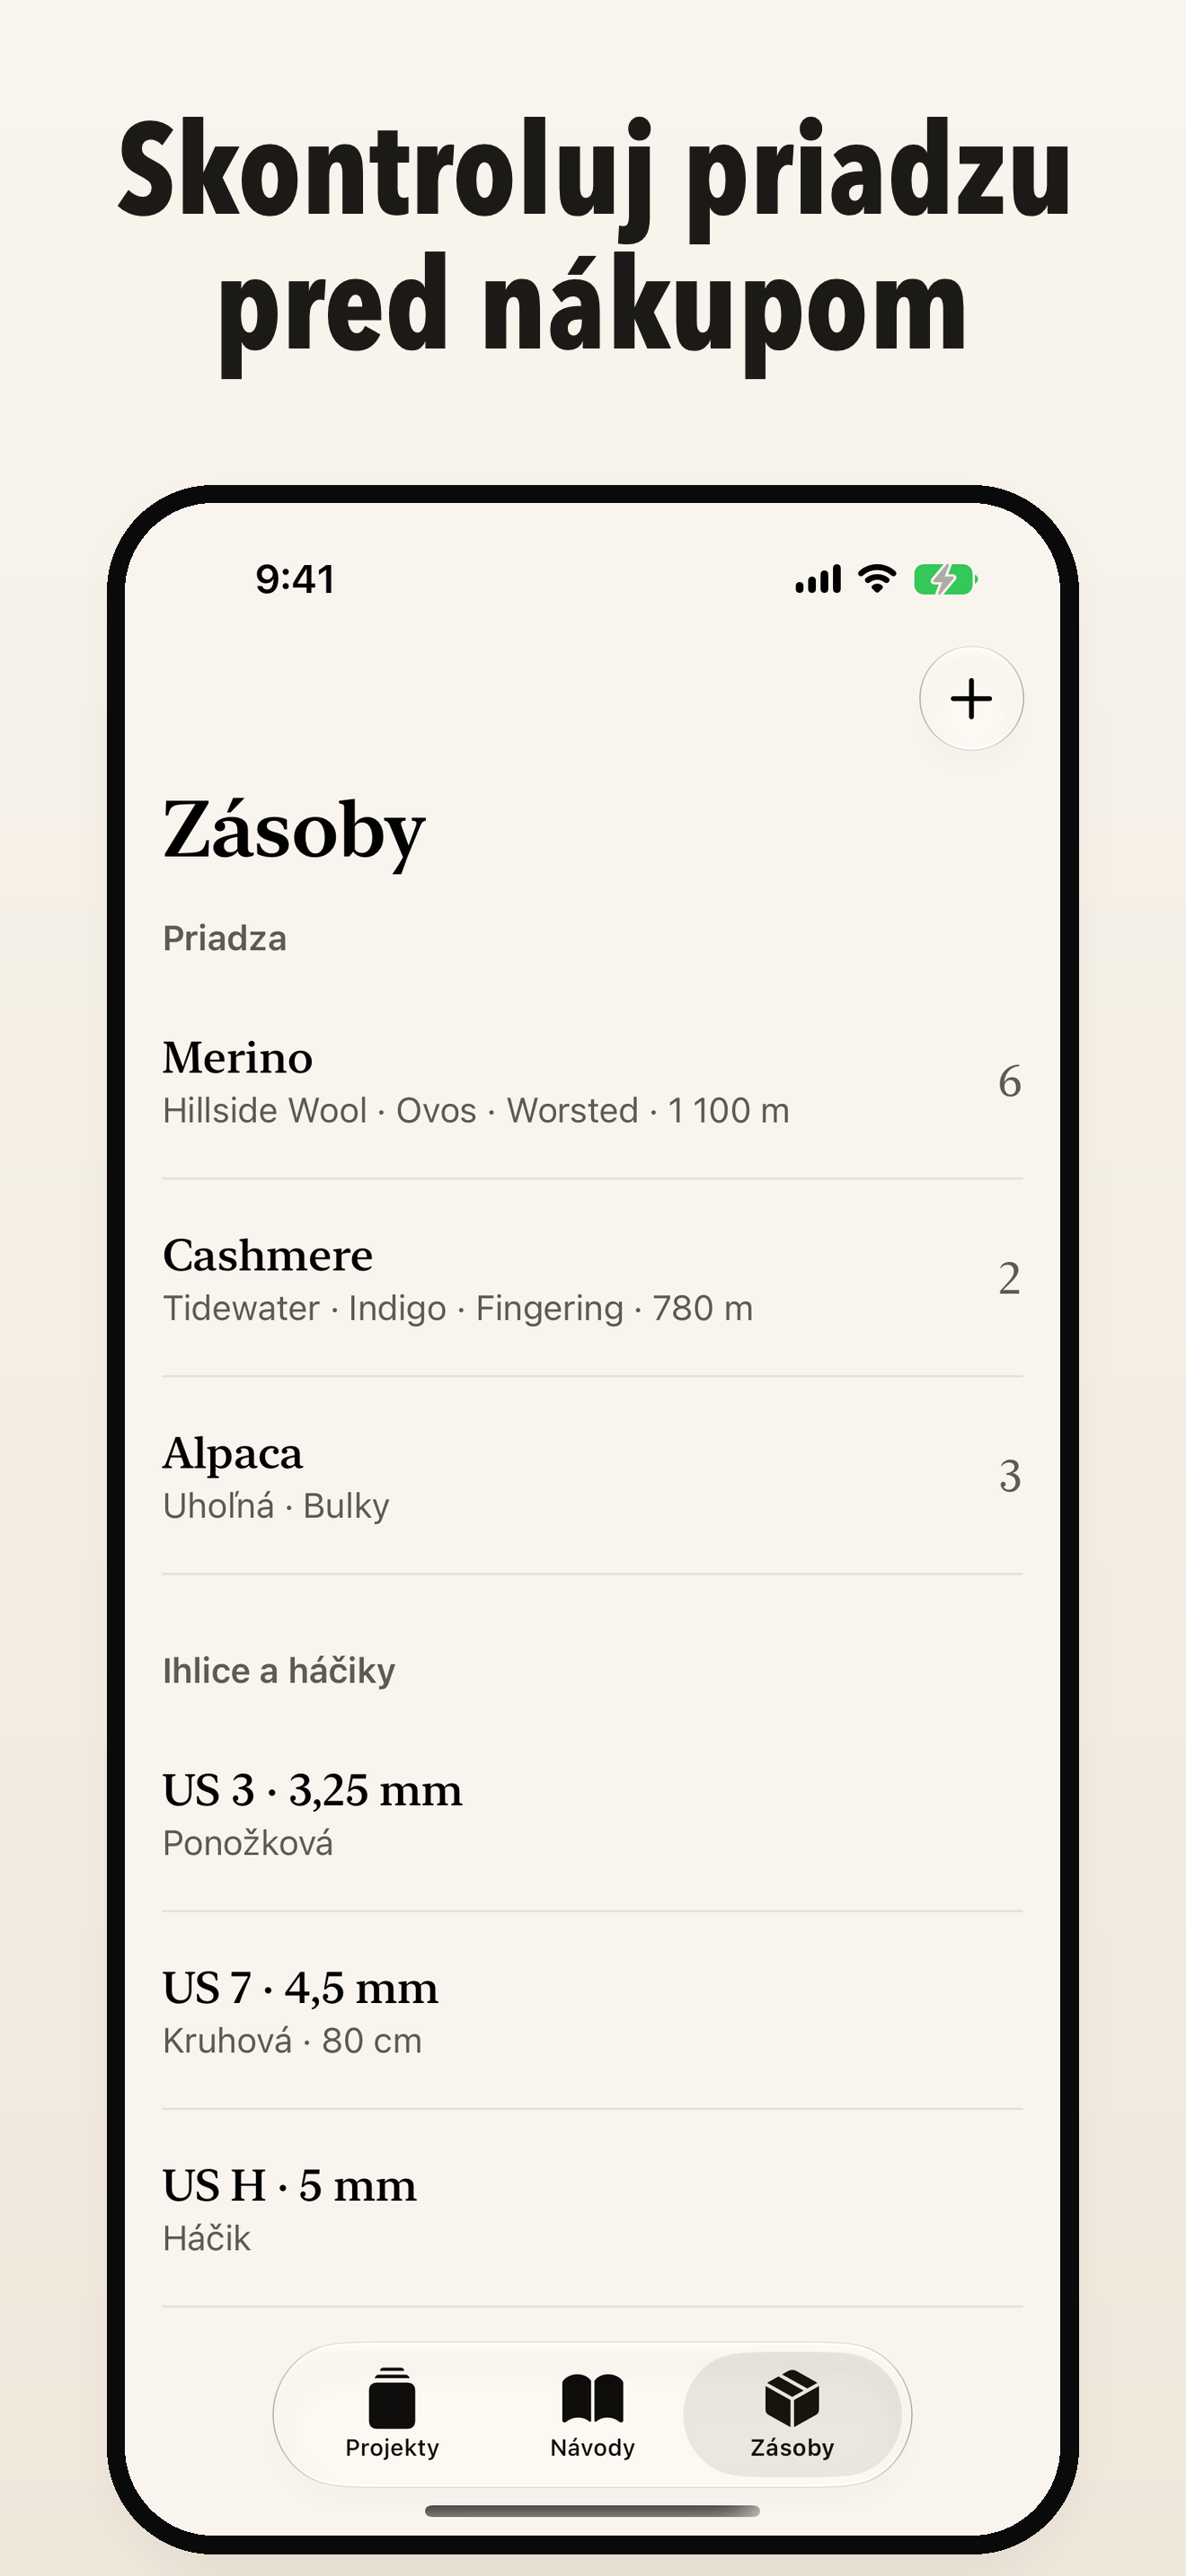 Skontroluj priadzu
pred nákupom
9:41
Zásoby
Priadza
Merino
Hillside Wool · Ovos · Worsted · 1 100 m
6
Cashmere
Tidewater · Indigo · Fingering · 780 m
2
Alpaca
Uhoľná · Bulky
3
Ihlice a háčiky
US 3 · 3,25 mm
Ponožková
US 7 · 4,5 mm
Kruhová · 80 cm
US H · 5 mm
Háčik
Projekty
Návody
Zásoby